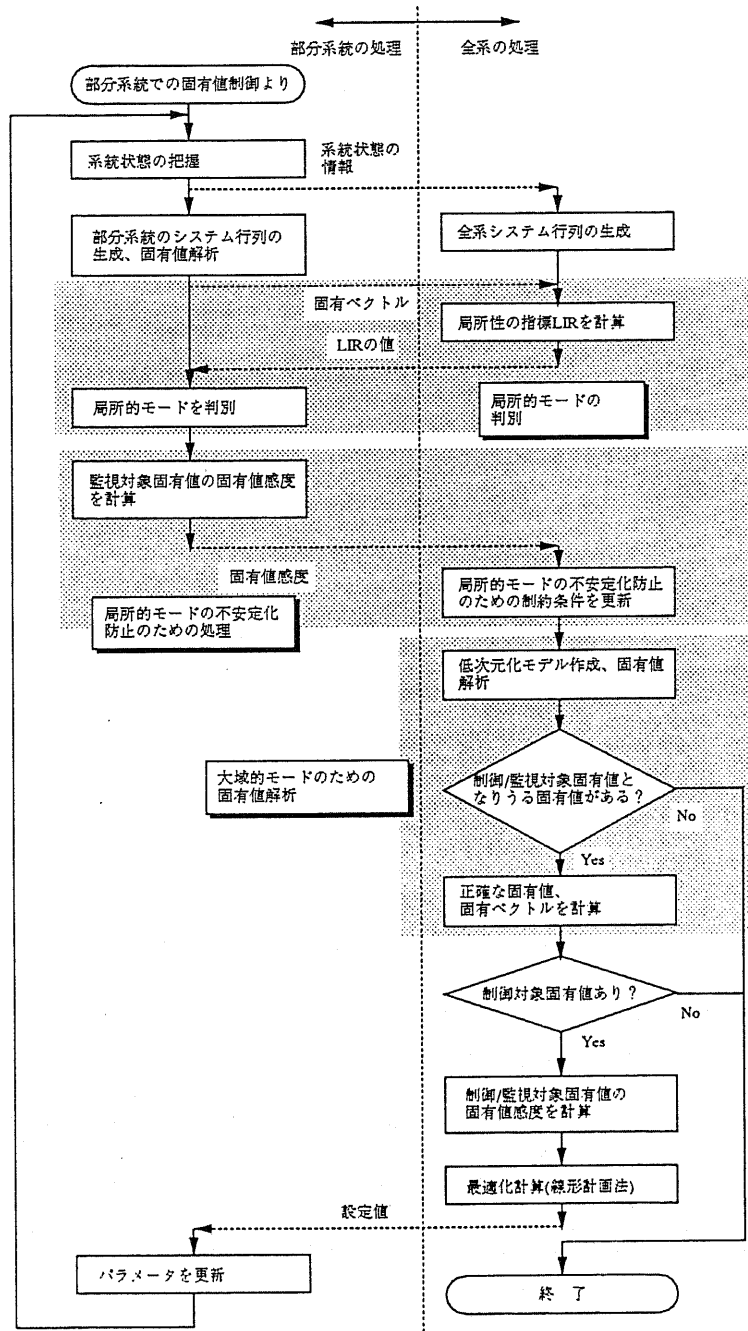 部分系統の処理
全系の処理
部分系統での固有値制御より
系統状態の把握
系統状態の
情報
部分系統のシステム行列の
生成、固有値解析
全系システム行列の生成
固有ベクトル
局所性の指標LIRを計算
LIRの値
局所的モードを判別
局所的モードの
判別
監視対象固有値の固有値感度
を計算
固有値感度
局所的モードの不安定化防止
のための制約条件を更新
局所的モードの不安定化
防止のための処理
低次元化モデル作成、固有値
解析
大域的モードのための
固有値解析
制御/監視対象固有値と
なりうる固有値がある?
No
Yes
正確な固有値、
固有ベクトルを計算
制御対象固有値あり?
No
Yes
制御/監視対象固有値の
固有値感度を計算
最適化計算(線形計画法)
設定値
パラメータを更新
終 了